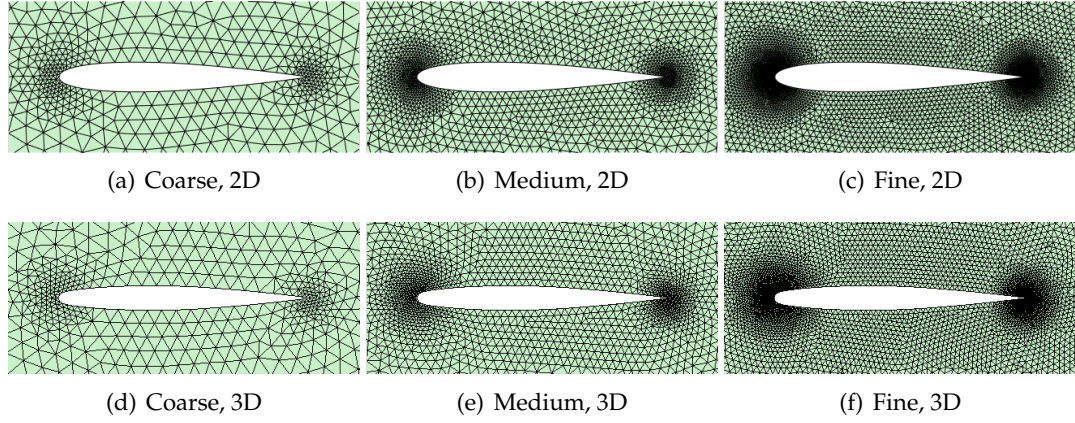 (a) Coarse, 2D
(b) Medium, 2D
(c) Fine, 2D
(d) Coarse, 3D
(e) Medium, 3D
(f) Fine, 3D